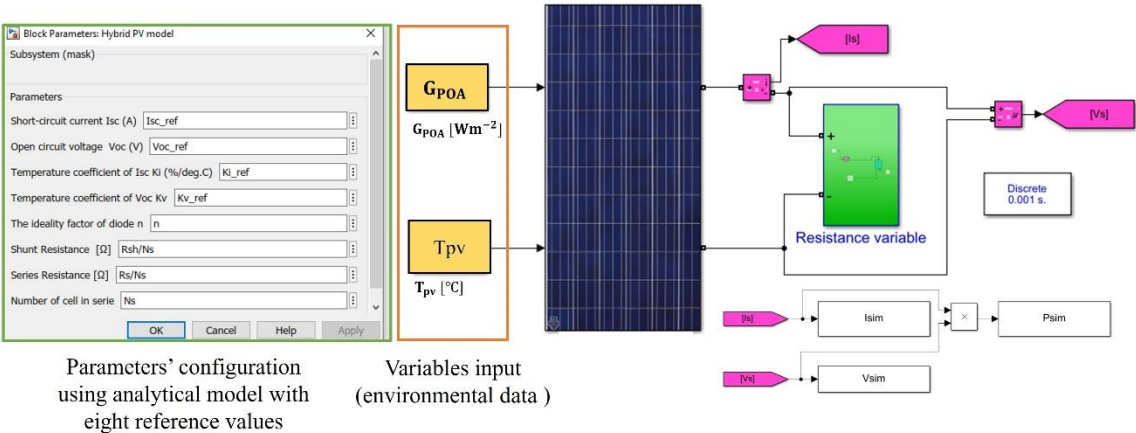 Block Parameters: Hybrid PV model
Subsystem (mask)
Parameters
Short-circuit current Isc (A) Isc_ref
Open circuit voltage Voc (V) Voc_ref
Temperature coefficient of Isc Ki (%/deg.C) Ki_ref
Temperature coefficient of Voc Kv Kv_ref
The ideality factor of diode n n
Shunt Resistance [Ω] Rsh/Ns
Series Resistance [Ω] Rs/Ns
Number of cell in serie Ns
OK Cancel Help Apply
Parameters’ configuration
using analytical model with
eight reference values
G_POA
G_POA [Wm⁻²]
Tpv
T_pv [°C]
Variables input
(environmental data )
[Is]
+ - i
+ - v
[Vs]
+
-
Resistance variable
Discrete
0.001 s.
[Is]
Isim
×
Psim
[Vs]
Vsim